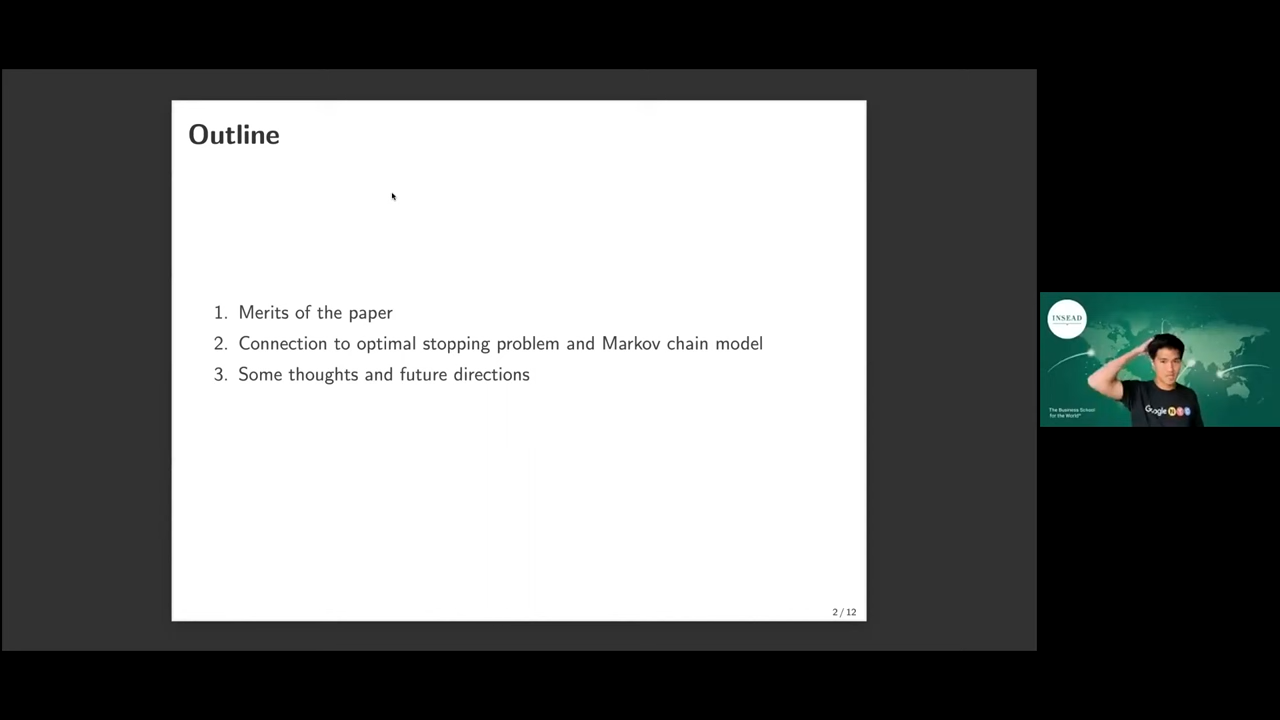 Outline
1. Merits of the paper
2. Connection to optimal stopping problem and Markov chain model
3. Some thoughts and future directions
2 / 12
INSEAD
The Business School
for the World®
Google NYC